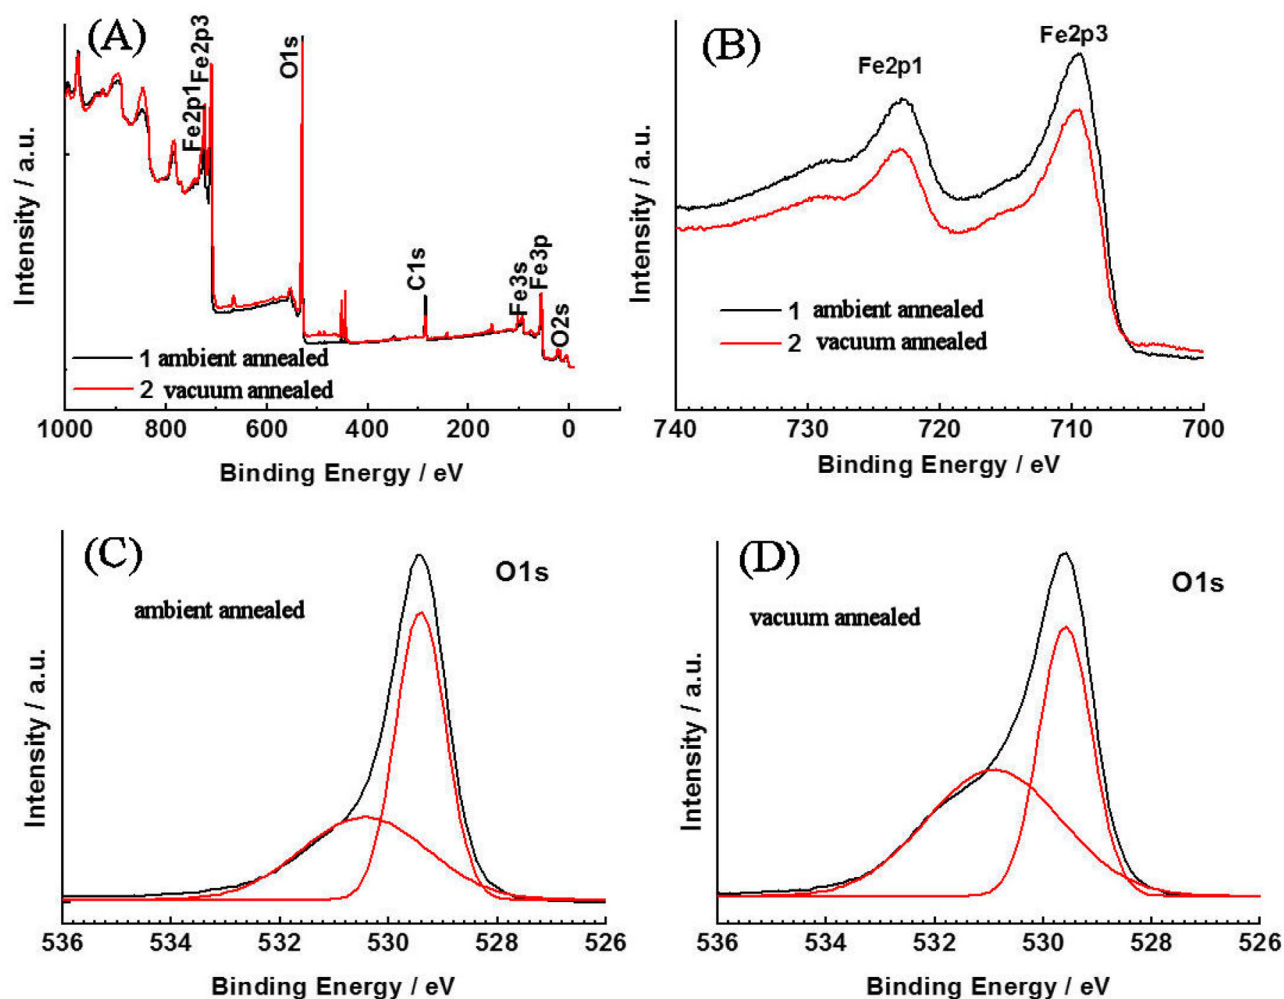 (A)
Fe2p1
Fe2p3
O1s
C1s
Fe3s
Fe3p
O2s
Intensity / a.u.
1 ambient annealed
2 vacuum annealed
1000 800 600 400 200 0
Binding Energy / eV
(B)
Fe2p1
Fe2p3
Intensity / a.u.
1 ambient annealed
2 vacuum annealed
740 730 720 710 700
Binding Energy / eV
(C)
O1s
ambient annealed
Intensity / a.u.
536 534 532 530 528 526
Binding Energy / eV
(D)
O1s
vacuum annealed
Intensity / a.u.
536 534 532 530 528 526
Binding Energy / eV